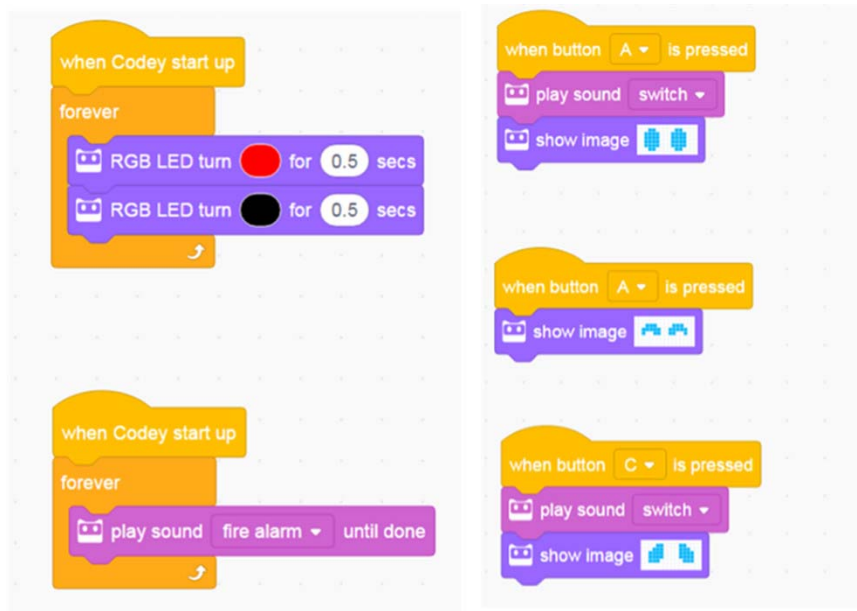 when Codey start up
forever
RGB LED turn for 0.5 secs
RGB LED turn for 0.5 secs
when Codey start up
forever
play sound fire alarm until done
when button A is pressed
play sound switch
show image
when button A is pressed
show image
when button C is pressed
play sound switch
show image